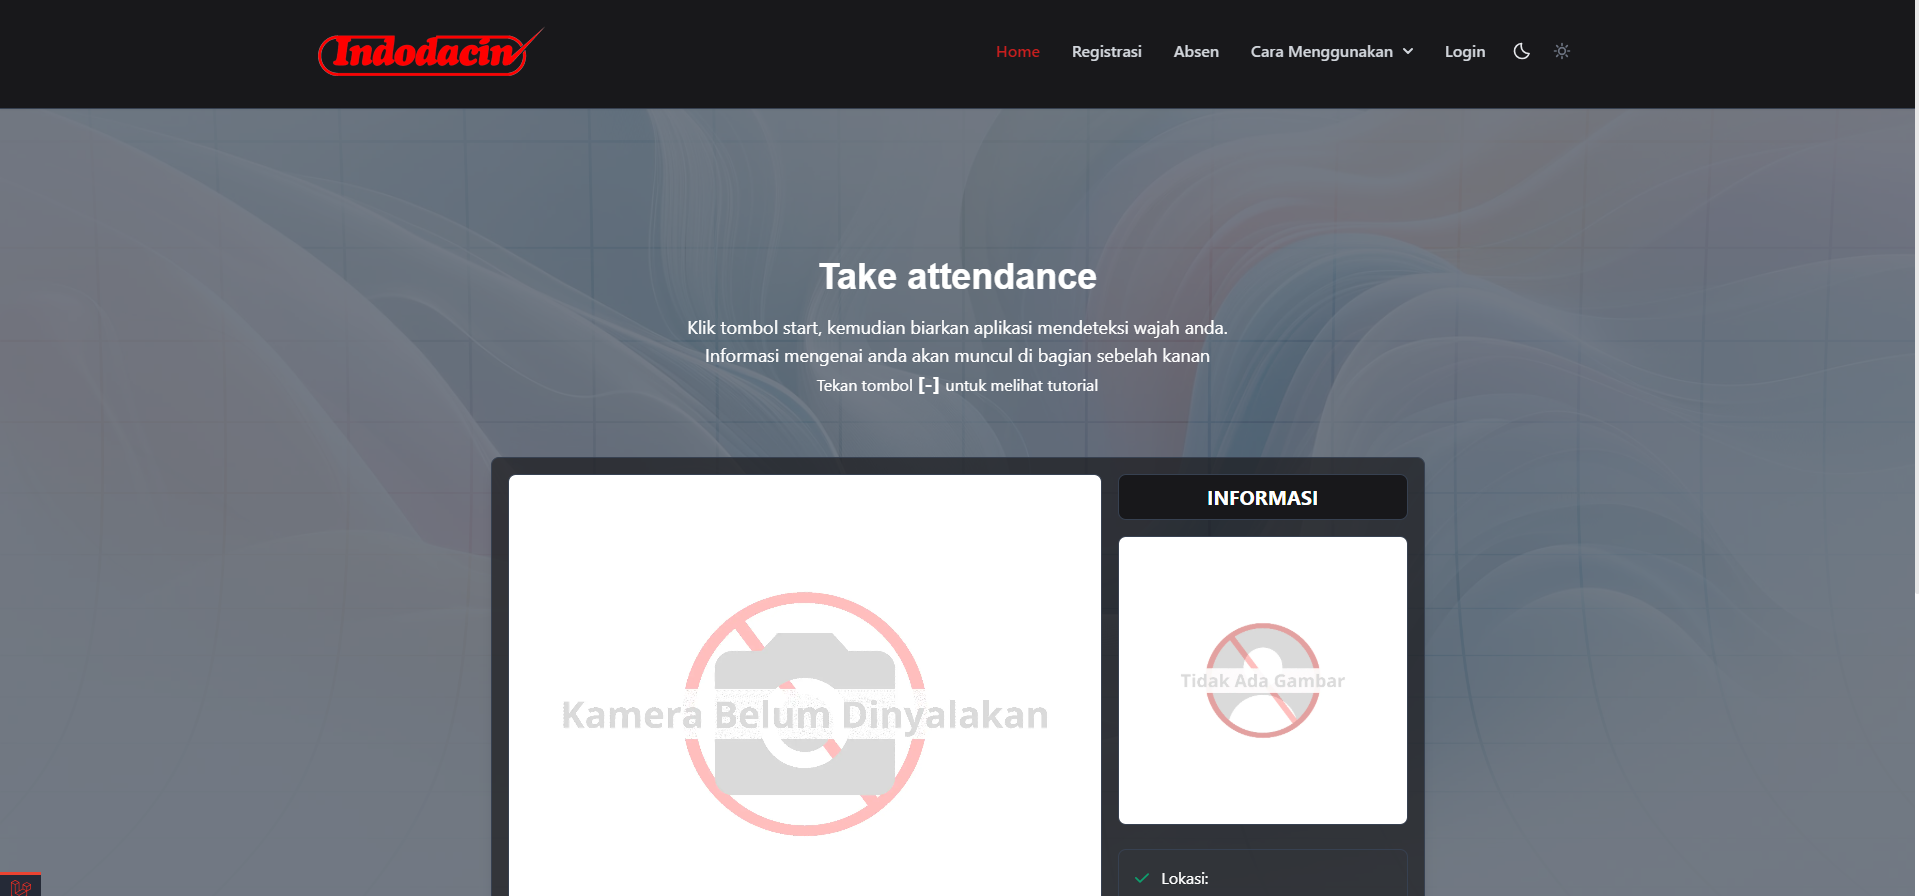 Indodacin
Home
Registrasi
Absen
Cara Menggunakan
Login
Take attendance
Klik tombol start, kemudian biarkan aplikasi mendeteksi wajah anda.
Informasi mengenai anda akan muncul di bagian sebelah kanan
Tekan tombol [-] untuk melihat tutorial
Kamera Belum Dinyalakan
INFORMASI
Tidak Ada Gambar
Lokasi: